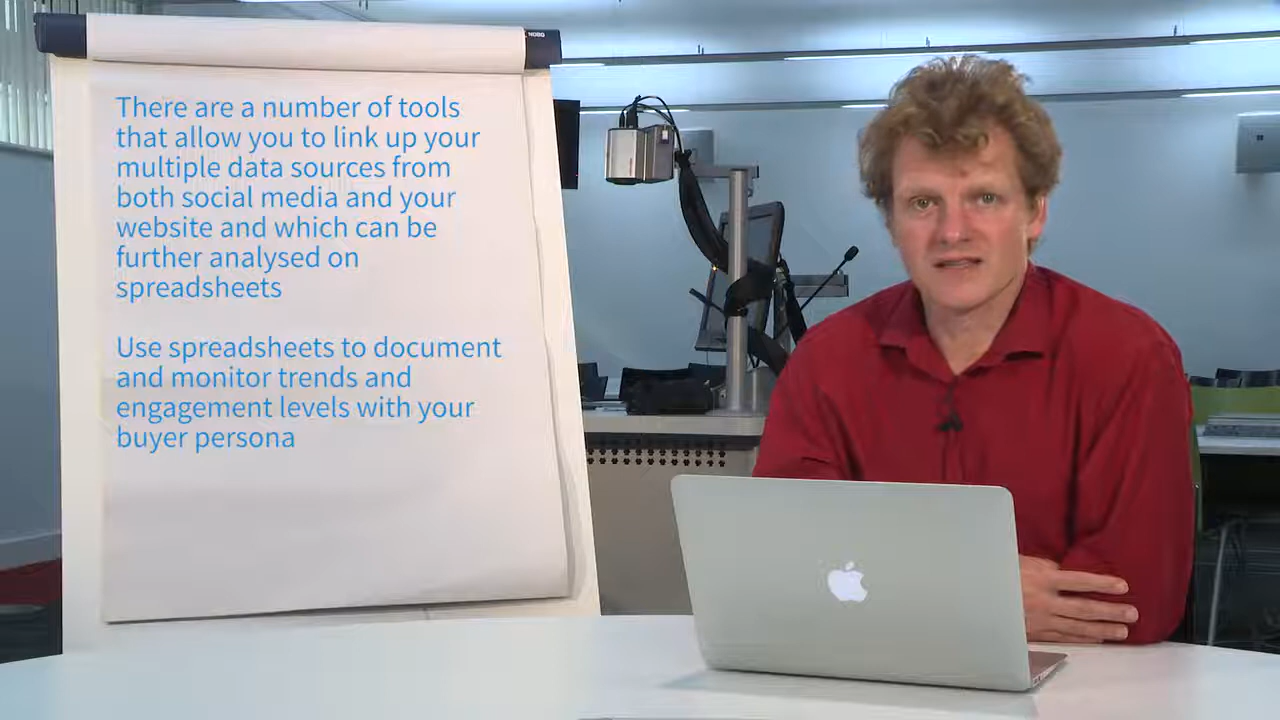 NOBO
There are a number of tools
that allow you to link up your
multiple data sources from
both social media and your
website and which can be
further analysed on
spreadsheets
Use spreadsheets to document
and monitor trends and
engagement levels with your
buyer persona